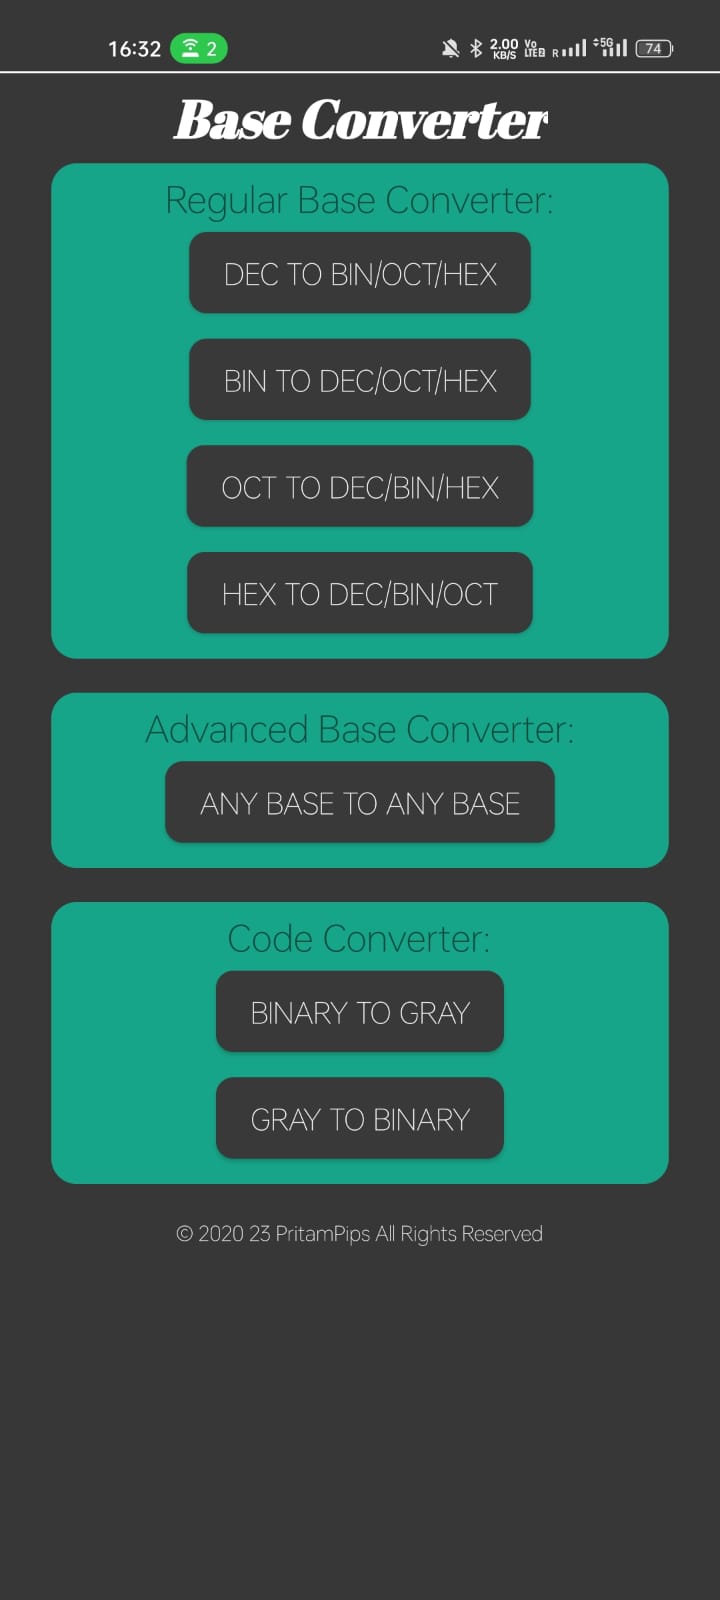 16:32 2 2.00 KB/S Vo LTE2 R 5G 74
Base Converter
Regular Base Converter:
DEC TO BIN/OCT/HEX
BIN TO DEC/OCT/HEX
OCT TO DEC/BIN/HEX
HEX TO DEC/BIN/OCT
Advanced Base Converter:
ANY BASE TO ANY BASE
Code Converter:
BINARY TO GRAY
GRAY TO BINARY
© 2020 23 PritamPips All Rights Reserved